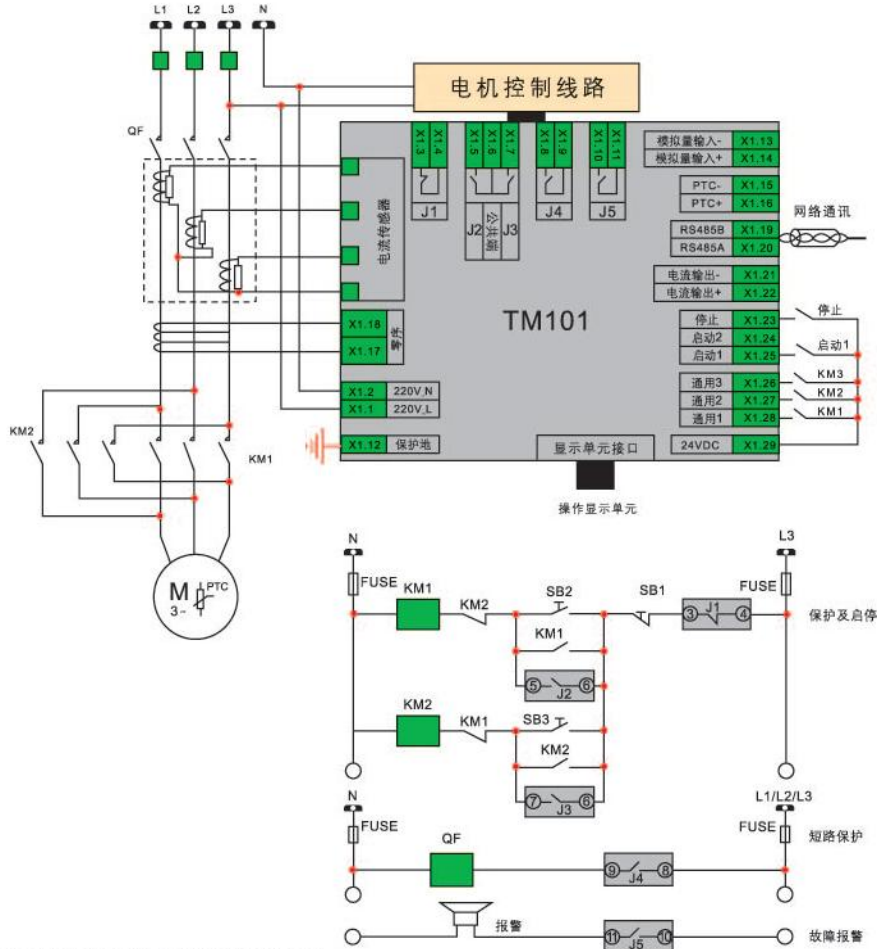 L1 L2 L3 N
电机控制线路
QF
X1.3 X1.4 X1.5 X1.6 X1.7 X1.8 X1.9 X1.10 X1.11
J1 J2 公共端 J3 J4 J5
电流传感器
模拟量输入- X1.13
模拟量输入+ X1.14
PTC- X1.15
PTC+ X1.16
网络通讯
RS485B X1.19
RS485A X1.20
电流输出- X1.21
电流输出+ X1.22
TM101
X1.18
X1.17
零序
停止 X1.23 停止
启动2 X1.24
启动1 X1.25 启动1
X1.2 220V_N
X1.1 220V_L
通用3 X1.26 KM3
通用2 X1.27 KM2
通用1 X1.28 KM1
X1.12 保护地
显示单元接口
24VDC X1.29
操作显示单元
KM2
KM1
M
3~
PTC
N L3
FUSE KM1 KM2 SB2 SB1 FUSE
③ J1 ④
保护及启停
KM1
⑤ J2 ⑥
KM2 KM1 SB3
KM2
⑦ J3 ⑥
N L1/L2/L3
FUSE QF FUSE
短路保护
⑨ J4 ⑧
报警
⑪ J5 ⑩
故障报警